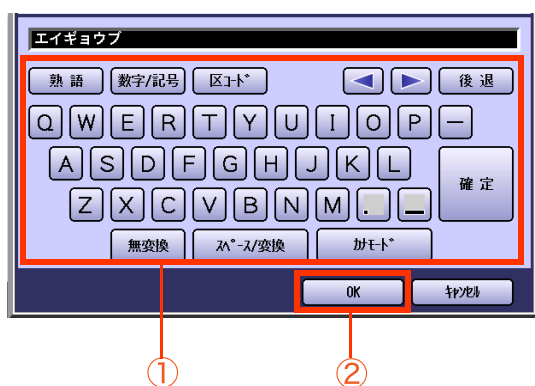 エイギョウブ
熟 語 数字/記号 区ｺｰﾄﾞ 後 退
Q W E R T Y U I O P ー
A S D F G H J K L
確 定
Z X C V B N M . _
無変換 ｽﾍﾟｰｽ/変換 ｶﾅﾓｰﾄﾞ
OK ｷｬﾝｾﾙ
① ②